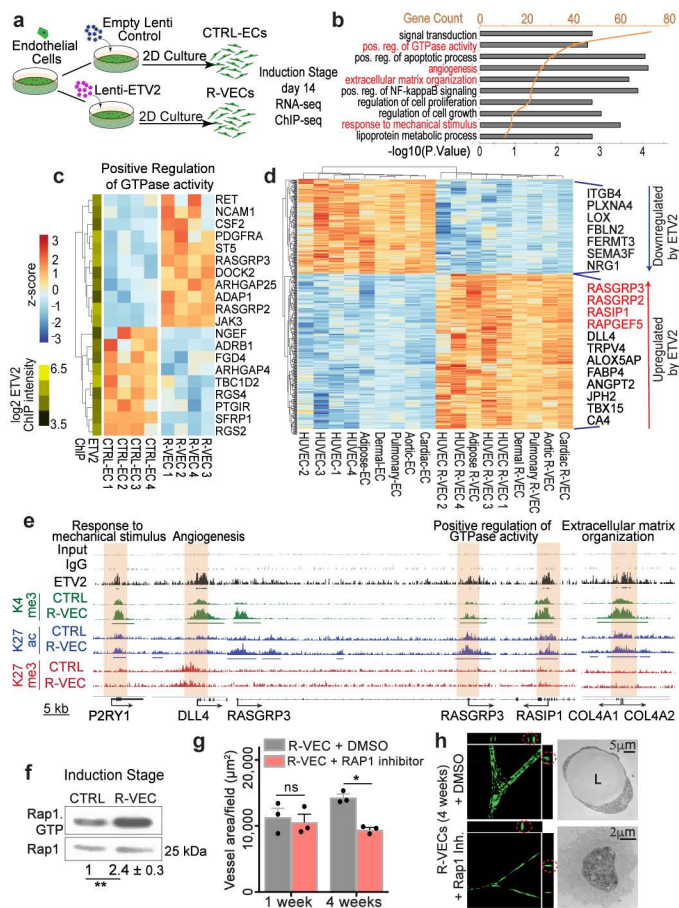 a
Endothelial
Cells
Empty Lenti
Control
2D Culture
CTRL-ECs
Lenti-ETV2
2D Culture
R-VECs
Induction Stage
day 14
RNA-seq
ChIP-seq
b
Gene Count
0 20 40 60 80
signal transduction
pos. reg. of GTPase activity
pos. reg. of apoptotic process
angiogenesis
extracellular matrix organization
pos. reg. of NF-kappaB signaling
regulation of cell proliferation
regulation of cell growth
response to mechanical stimulus
lipoprotein metabolic process
-log10(P.Value)
0 1 2 3 4
c
Positive Regulation
of GTPase activity
RET
NCAM1
CSF2
PDGFRA
ST5
RASGRP3
DOCK2
ARHGAP25
ADAP1
RASGRP2
JAK3
NGEF
ADRB1
FGD4
ARHGAP4
TBC1D2
RGS4
PTGIR
SFRP1
RGS2
z-score
3
2
1
0
−1
−2
−3
log2 ETV2
ChIP intensity
6.5
3.5
ChIP
ETV2
CTRL-EC 1
CTRL-EC 2
CTRL-EC 3
CTRL-EC 4
R-VEC 1
R-VEC 2
R-VEC 4
R-VEC 3
d
ITGB4
PLXNA4
LOX
FBLN2
FERMT3
SEMA3F
NRG1
Downregulated
by ETV2
RASGRP3
RASGRP2
RASIP1
RAPGEF5
DLL4
TRPV4
ALOX5AP
FABP4
ANGPT2
JPH2
TBX15
CA4
Upregulated
by ETV2
HUVEC-2
HUVEC-3
HUVEC-1
HUVEC-4
Adipose-EC
Dermal-EC
Pulmonary-EC
Aortic-EC
Cardiac-EC
HUVEC R-VEC 2
HUVEC R-VEC 4
Adipose R-VEC
HUVEC R-VEC 3
HUVEC R-VEC 1
Dermal R-VEC
Pulmonary R-VEC
Aortic R-VEC
Cardiac R-VEC
e
Response to
mechanical stimulus
Angiogenesis
Positive regulation of
GTPase activity
Extracellular matrix
organization
Input
IgG
ETV2
K4
me3
CTRL
R-VEC
K27
ac
CTRL
R-VEC
K27
me3
CTRL
R-VEC
5 kb
P2RY1
DLL4
RASGRP3
RASGRP3
RASIP1
COL4A1
COL4A2
f
Induction Stage
CTRL
R-VEC
Rap1.
GTP
Rap1
25 kDa
1
2.4 ± 0.3
**
g
R-VEC + DMSO
R-VEC + RAP1 inhibitor
Vessel area/field (µm²)
20,000
15,000
10,000
5,000
0
ns
*
1 week
4 weeks
h
R-VECs (4 weeks)
+ DMSO
+ Rap1 Inh.
5µm
L
2µm